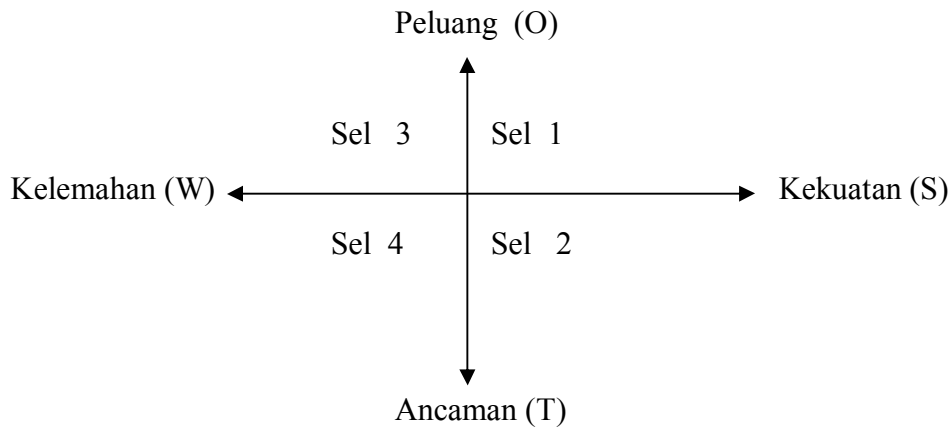 Peluang (O)
Sel 3 Sel 1
Kelemahan (W) Kekuatan (S)
Sel 4 Sel 2
Ancaman (T)